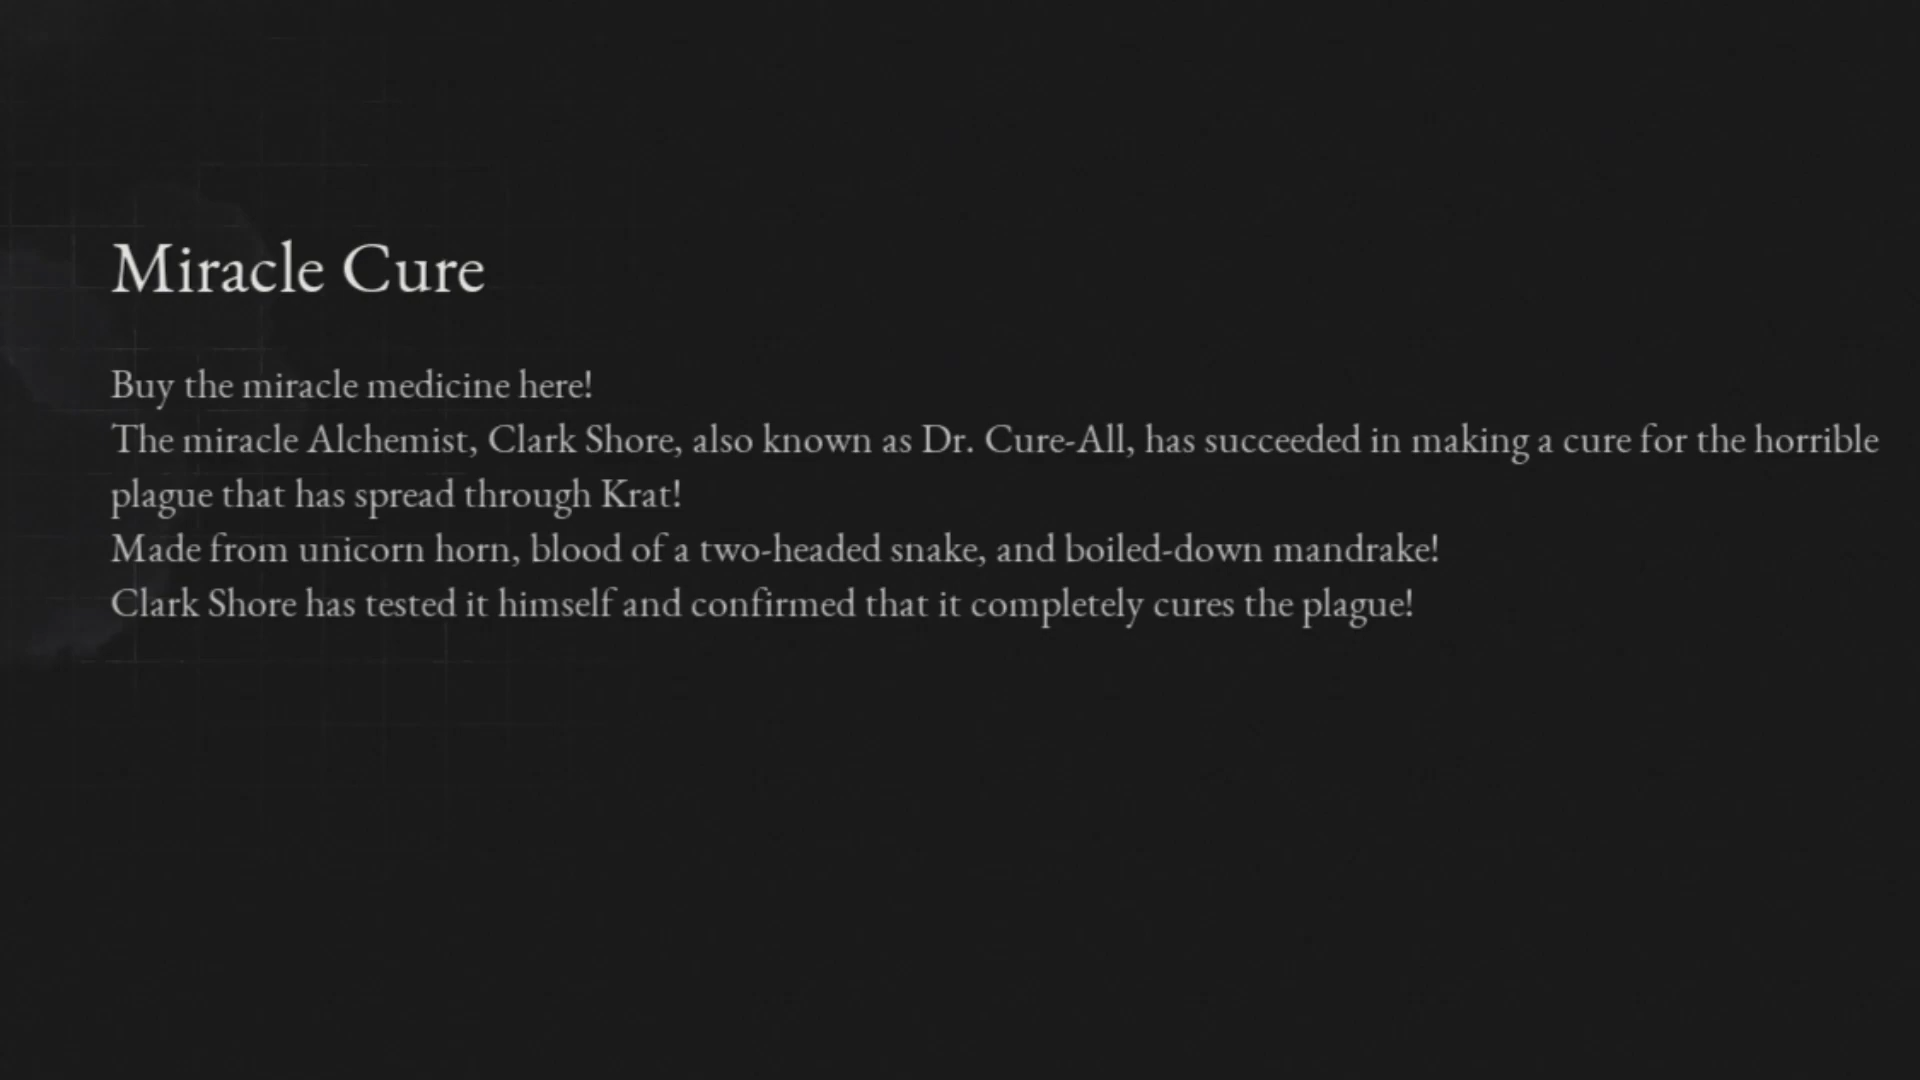 Miracle Cure
Buy the miracle medicine here!
The miracle Alchemist, Clark Shore, also known as Dr. Cure-All, has succeeded in making a cure for the horrible
plague that has spread through Krat!
Made from unicorn horn, blood of a two-headed snake, and boiled-down mandrake!
Clark Shore has tested it himself and confirmed that it completely cures the plague!